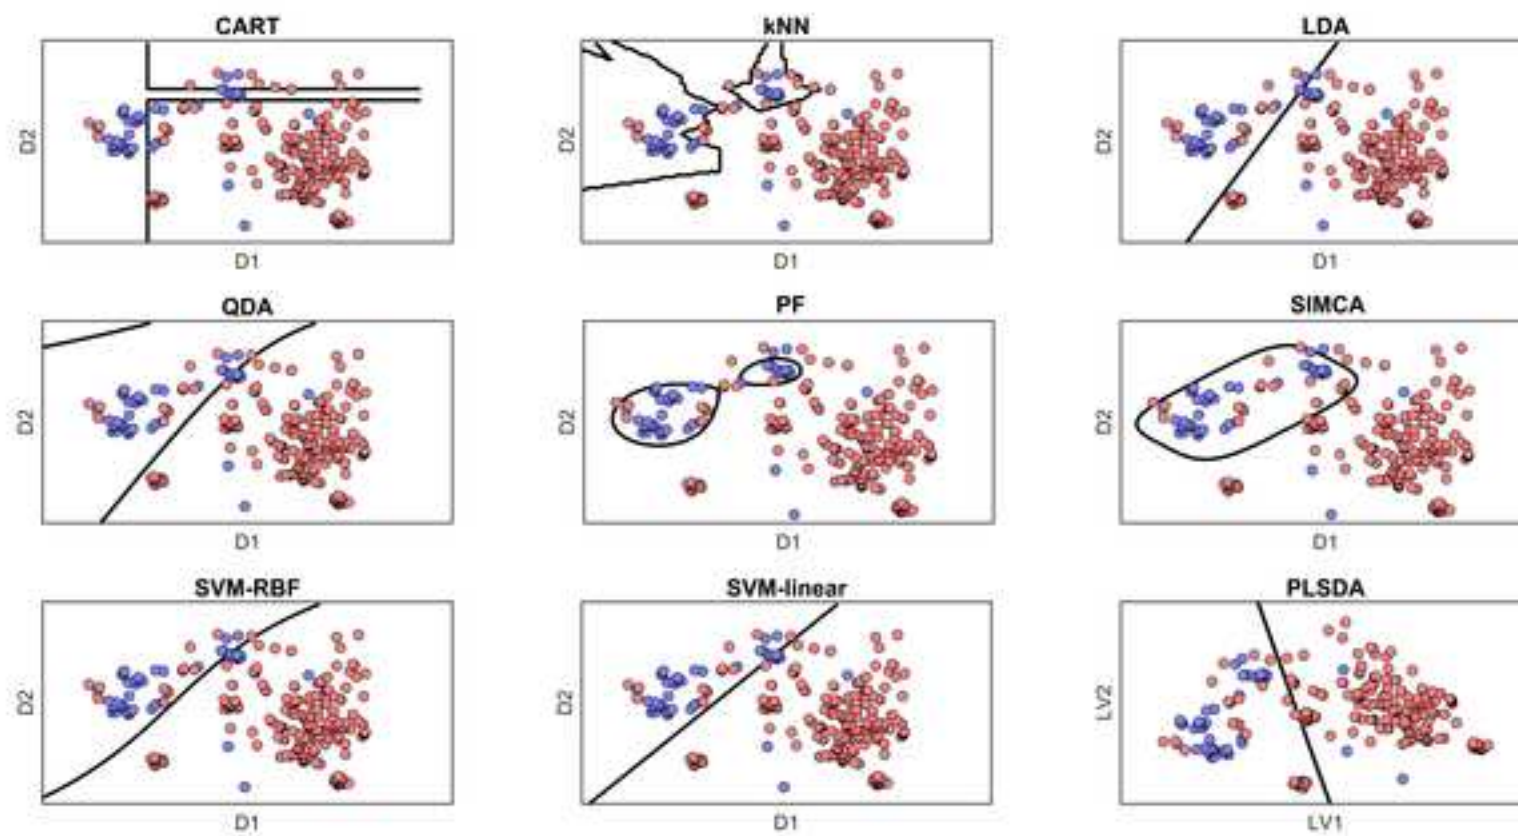 CART
kNN
LDA
D2
D2
D2
D1
D1
D1
QDA
PF
SIMCA
D2
D2
D2
D1
D1
D1
SVM-RBF
SVM-linear
PLSDA
D2
D2
LV2
D1
D1
LV1